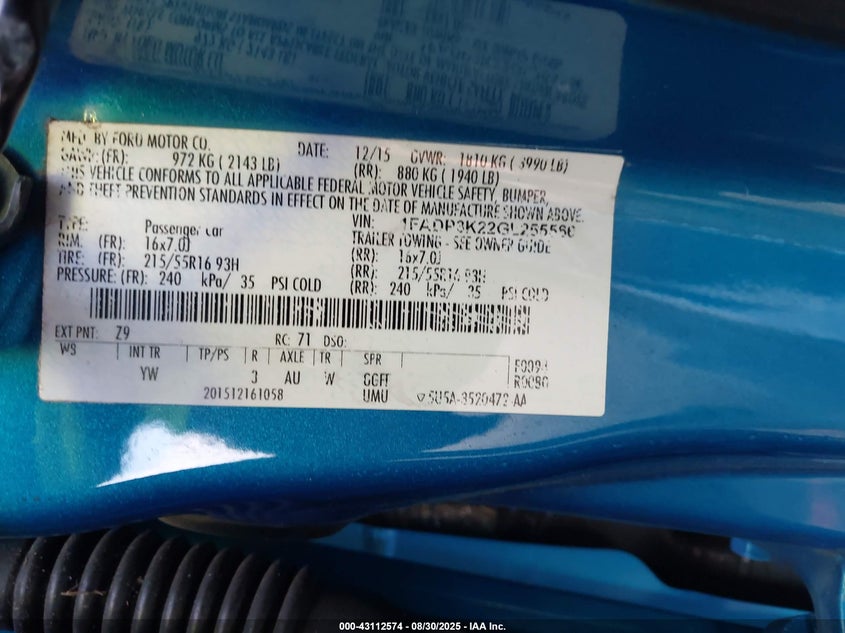 MFD. BY FORD MOTOR CO.
DATE: 12/15 GVWR: 1810 KG ( 3990 LB)
GAWR: (FR) 972 KG ( 2143 LB) (RR): 880 KG ( 1940 LB)
THIS VEHICLE CONFORMS TO ALL APPLICABLE FEDERAL MOTOR VEHICLE SAFETY, BUMPER,
AND THEFT PREVENTION STANDARDS IN EFFECT ON THE DATE OF MANUFACTURE SHOWN ABOVE.
VIN:
TYPE: Passenger car TRAILER TOWING - SEE OWNER GUIDE
RIM: (FR): 16x7.0J (RR): 16x7.0J
TIRE: (FR): 215/55R16 93H (RR): 215/55R16 93H
PRESSURE: (FR): 240 kPa/ 35 PSI COLD (RR): 240 kPa/ 35 PSI COLD
EXT PNT: Z9 RC: 71 DSO:
WB INT TR TP/PS R AXLE TR SPR
YW 3 AU W GGFT
201512161058 UMU
000-43112574 - 08/30/2025 - IAA Inc.